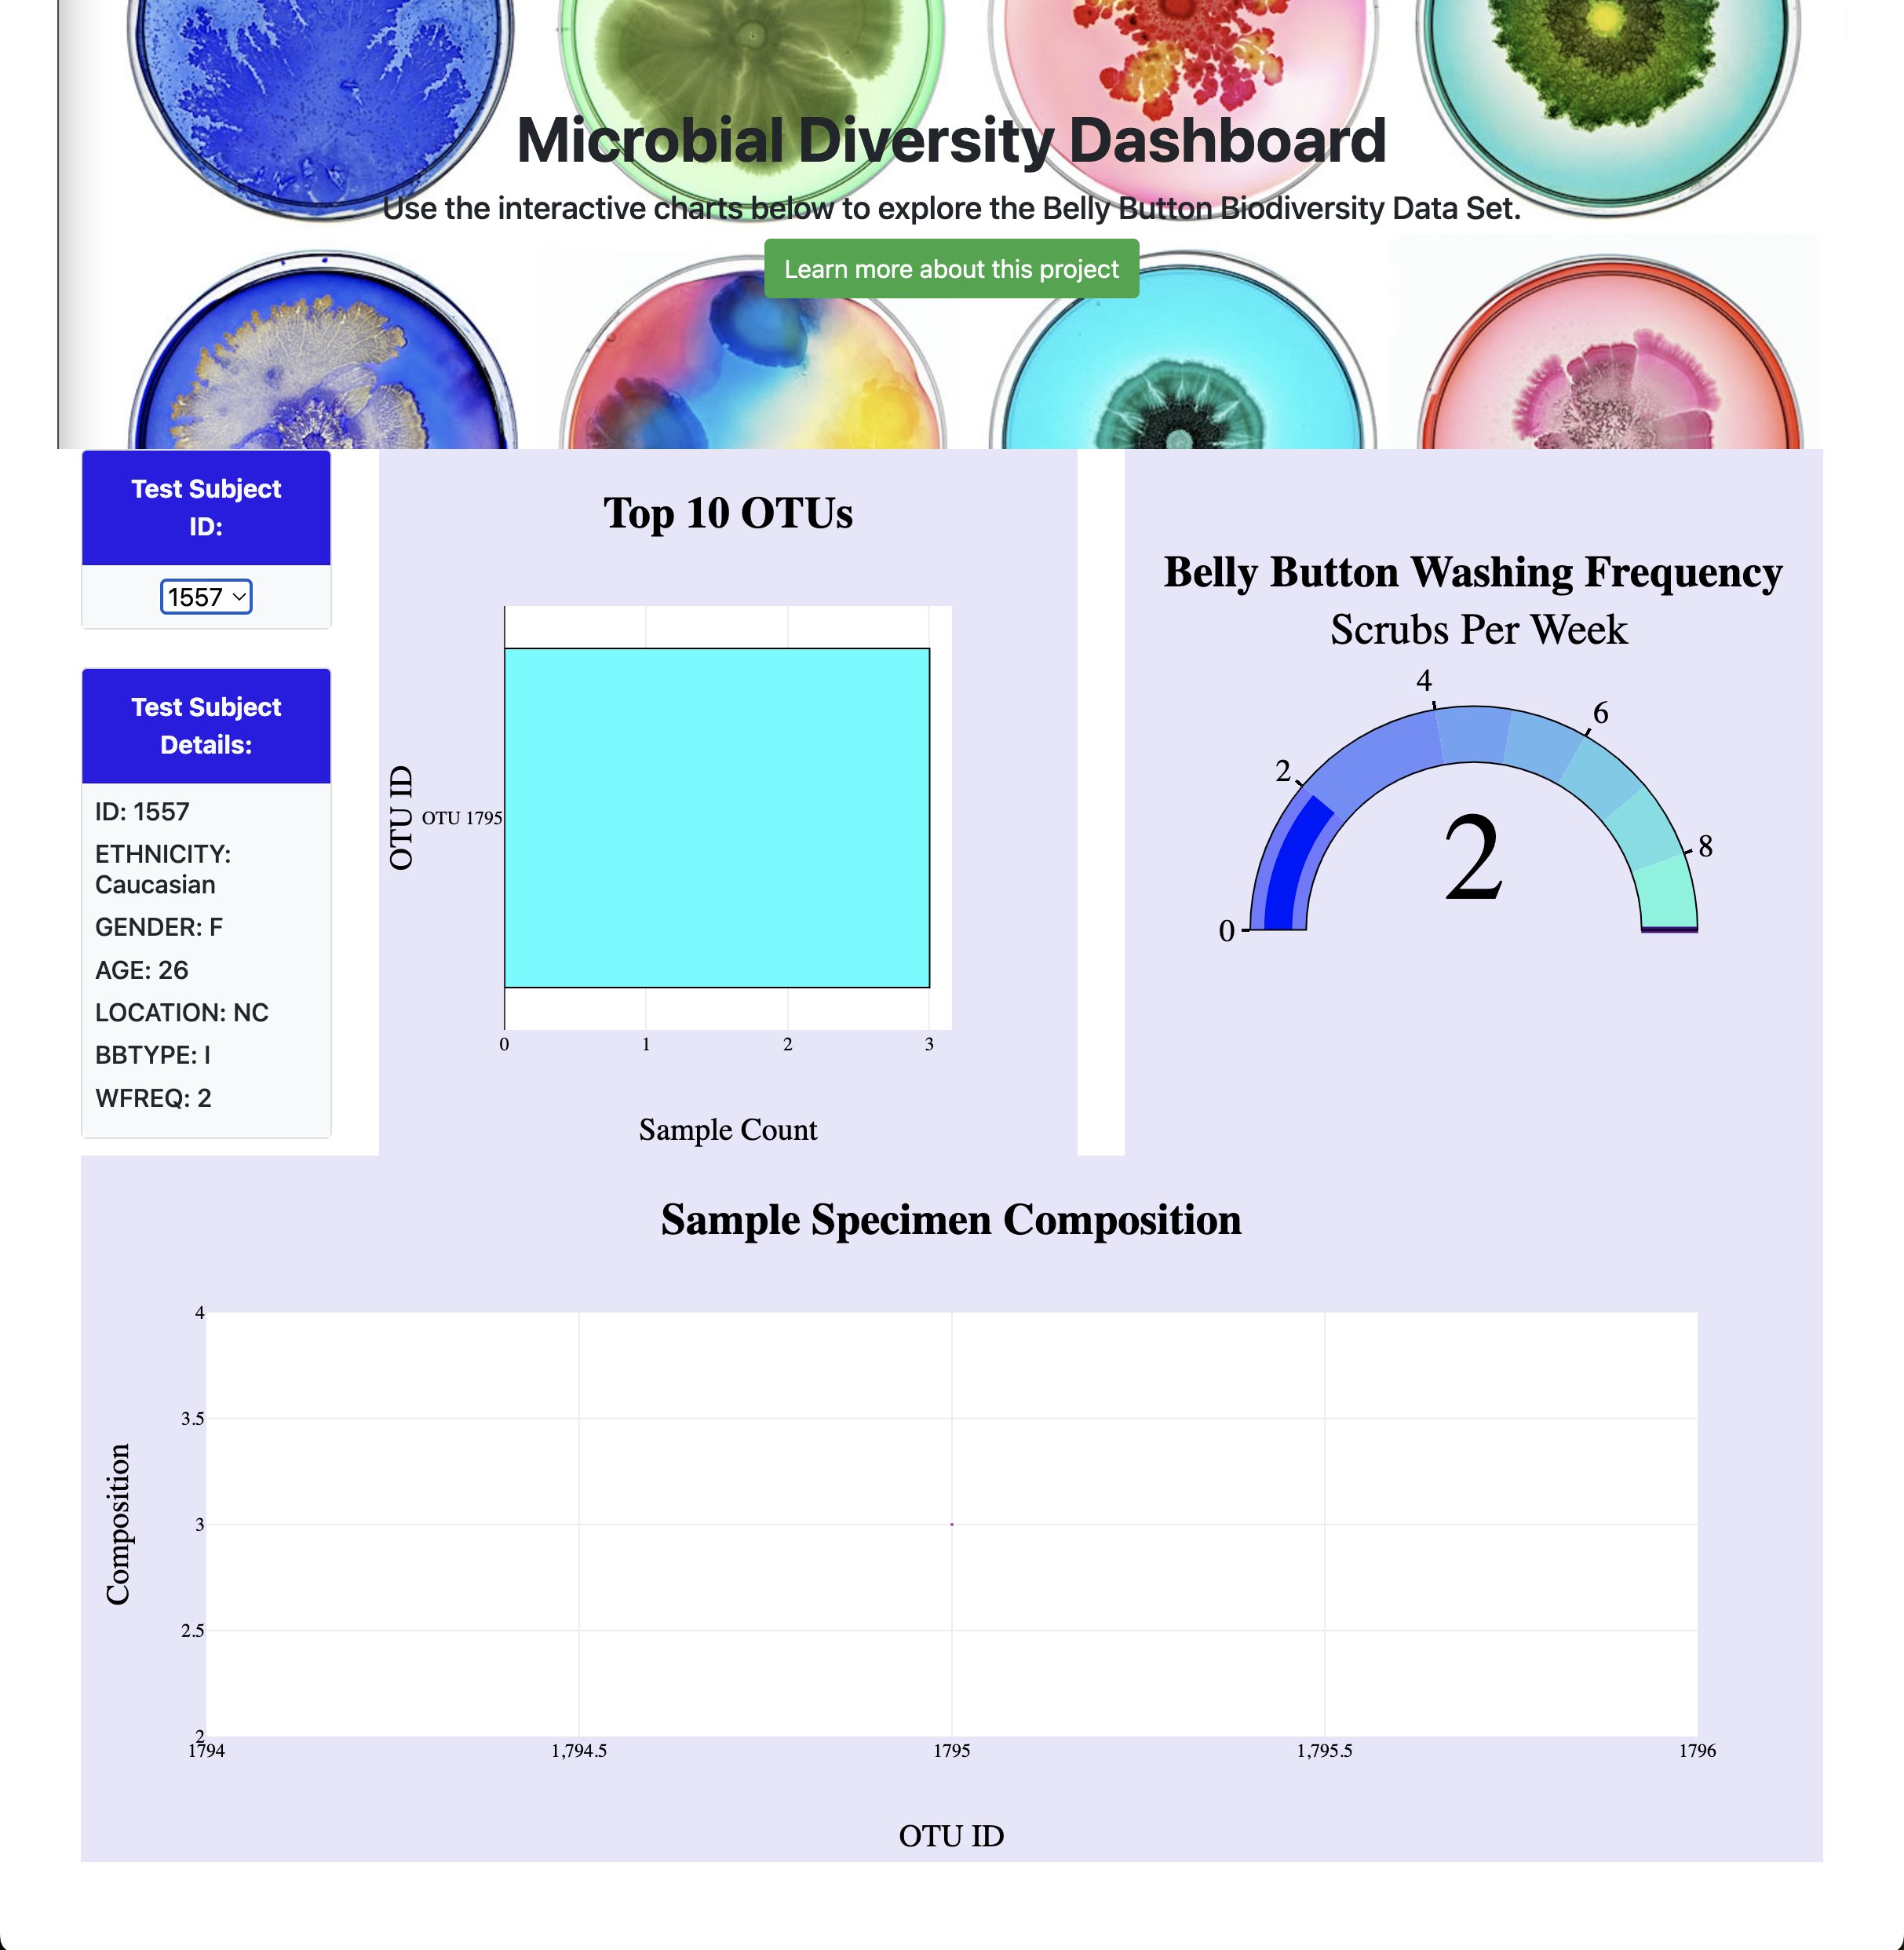 Microbial Diversity Dashboard
Use the interactive charts below to explore the Belly Button Biodiversity Data Set.
Learn more about this project
Test Subject
ID:
1557
Test Subject
Details:
ID: 1557
ETHNICITY:
Caucasian
GENDER: F
AGE: 26
LOCATION: NC
BBTYPE: I
WFREQ: 2
Top 10 OTUs
OTU ID
OTU 1795
0 1 2 3
Sample Count
Belly Button Washing Frequency
Scrubs Per Week
0
2
4
6
8
2
Sample Specimen Composition
Composition
4
3.5
3
2.5
2
1794 1,794.5 1795 1,795.5 1796
OTU ID